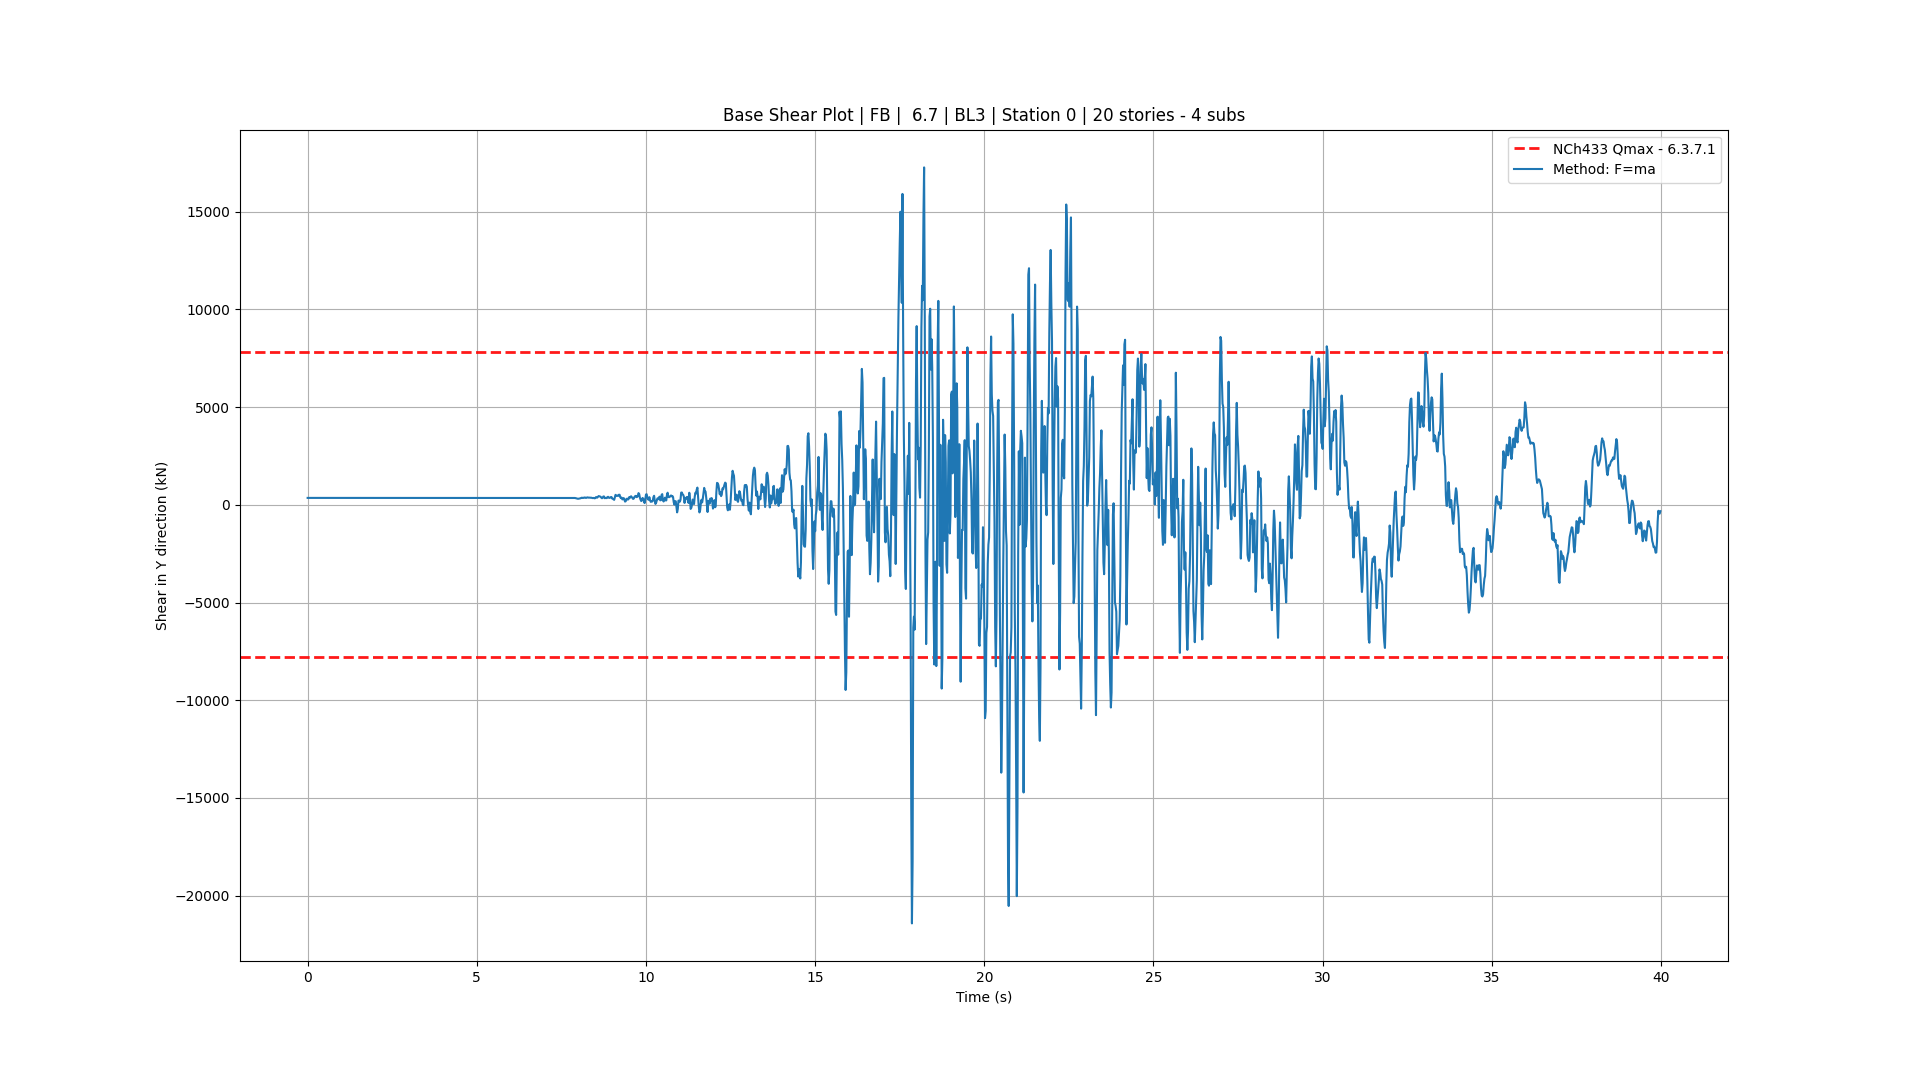 Base Shear Plot | FB |  6.7 | BL3 | Station 0 | 20 stories - 4 subs
NCh433 Qmax - 6.3.7.1
Method: F=ma
15000
10000
5000
0
−5000
−10000
−15000
−20000
Shear in Y direction (kN)
0 5 10 15 20 25 30 35 40
Time (s)